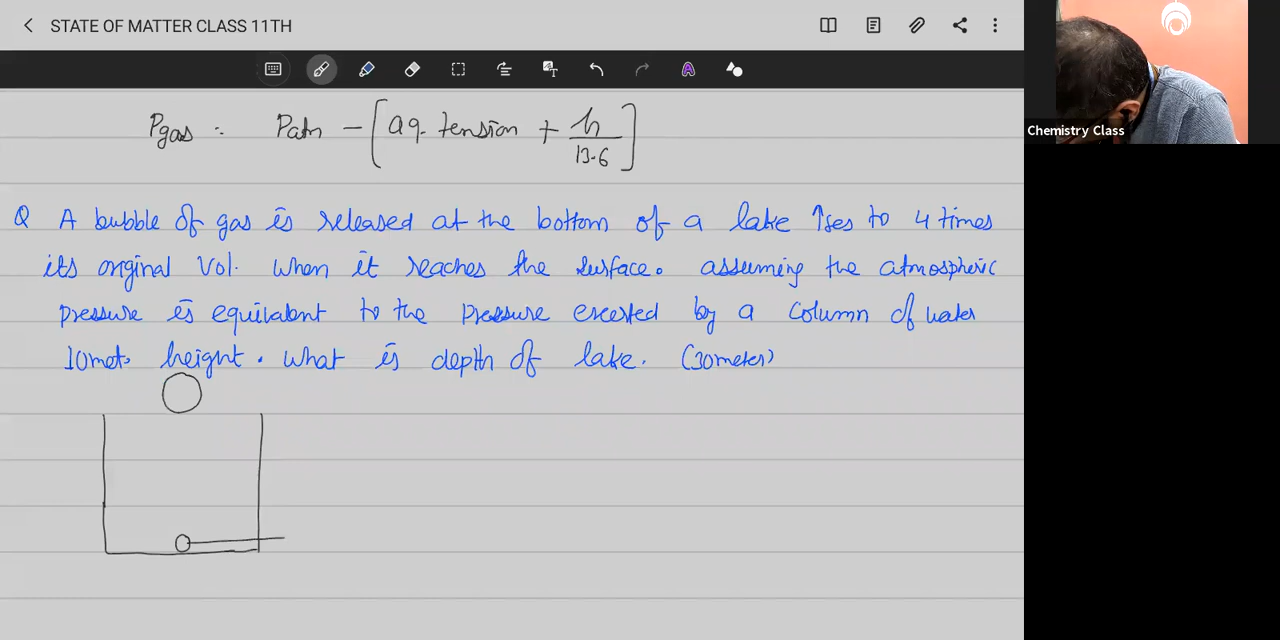 STATE OF MATTER CLASS 11TH
Chemistry Class
Pgas = Patm - [aq. tension + h/13.6]
Q A bubble of gas is released at the bottom of a lake ↑ses to 4 times
its original Vol. when it reaches the surface. assuming the atmospheric
pressure is equivalent to the pressure exerted by a column of water
10met. height. what is depth of lake. (30meter)